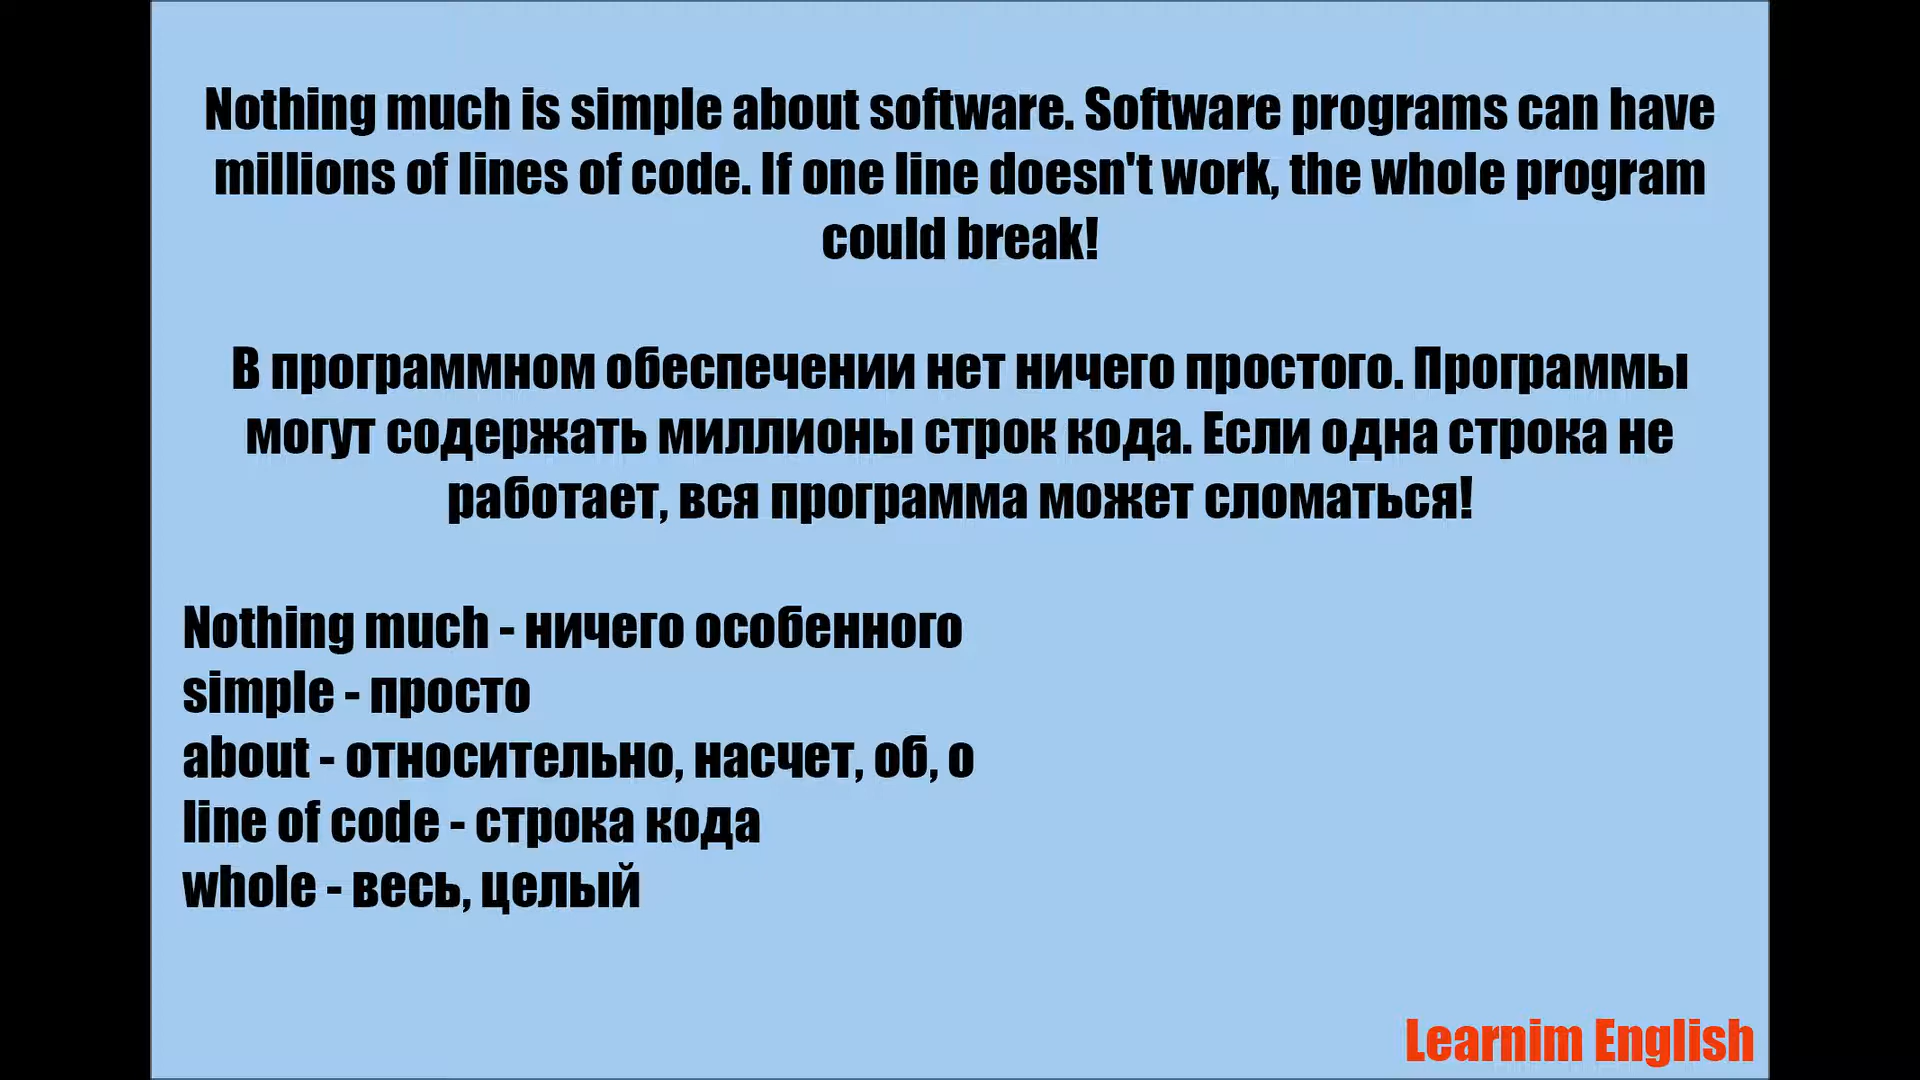 Nothing much is simple about software. Software programs can have
millions of lines of code. If one line doesn't work, the whole program
could break!
В программном обеспечении нет ничего простого. Программы
могут содержать миллионы строк кода. Если одна строка не
работает, вся программа может сломаться!
Nothing much - ничего особенного
simple - просто
about - относительно, насчет, об, о
line of code - строка кода
whole - весь, целый
Learnim English